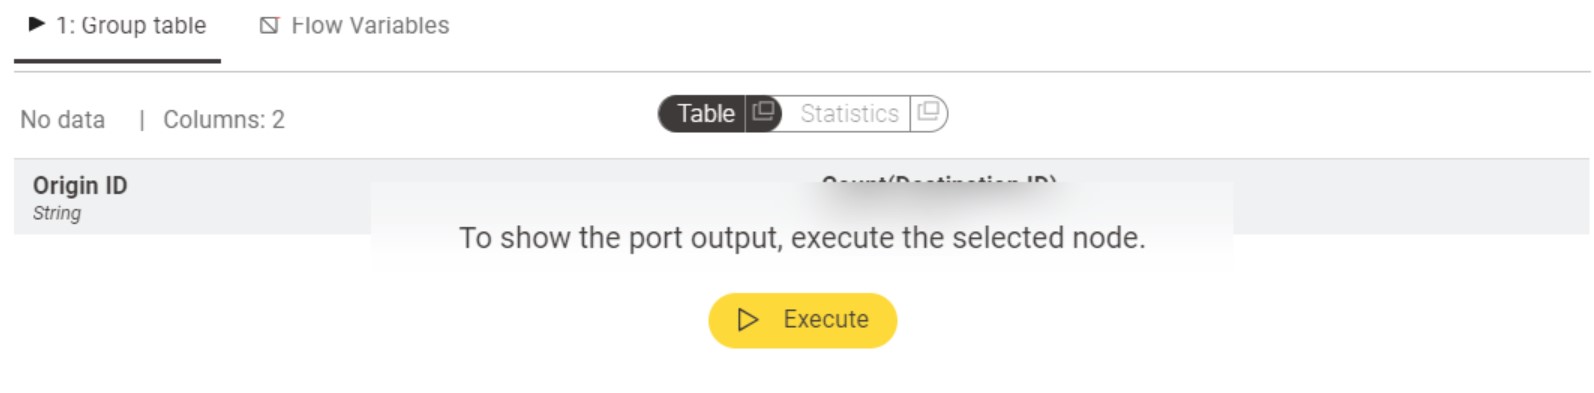 1: Group table Flow Variables
No data | Columns: 2
Table Statistics
Origin ID Count(Destination ID)
String
To show the port output, execute the selected node.
Execute